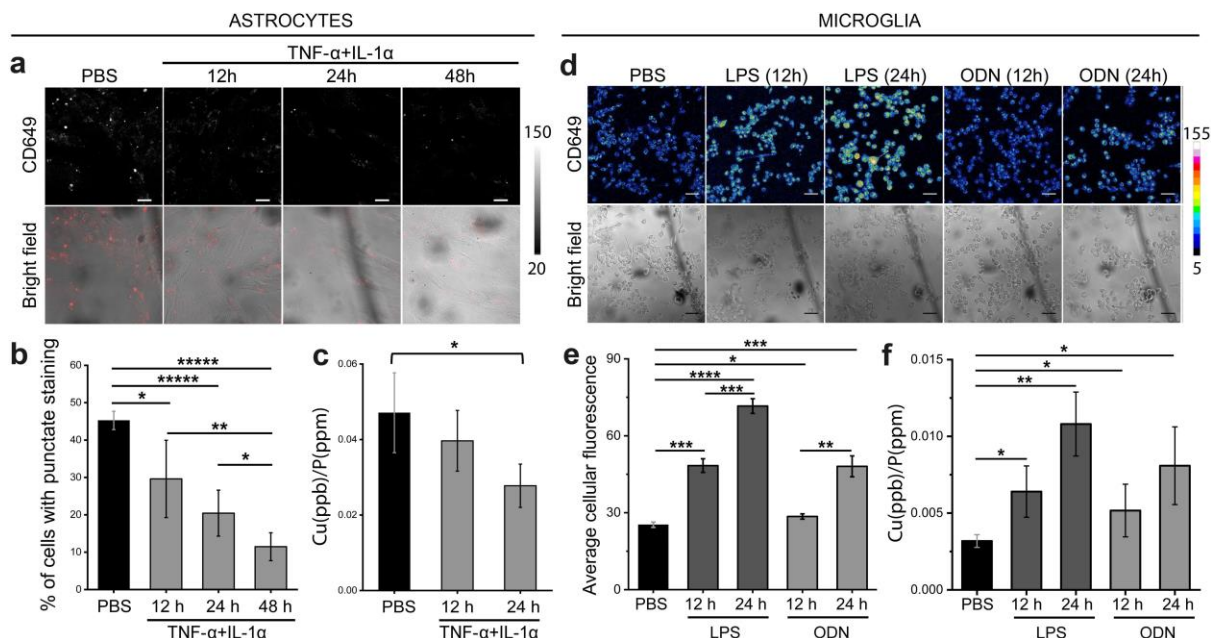 ASTROCYTES
MICROGLIA
a
TNF-α+IL-1α
PBS 12h 24h 48h
CD649
Bright field
150
20
d
PBS LPS (12h) LPS (24h) ODN (12h) ODN (24h)
CD649
Bright field
155
5
b
% of cells with punctate staining
60
50
40
30
20
10
0
*****
*****
*
**
*
PBS 12 h 24 h 48 h
TNF-α+IL-1α
c
Cu(ppb)/P(ppm)
0.06
0.04
0.02
0.00
*
PBS 12 h 24 h
TNF-α+IL-1α
e
Average cellular fluorescence
90
60
30
0
***
*
****
***
***
**
PBS 12 h 24 h 12 h 24 h
LPS ODN
f
Cu(ppb)/P(ppm)
0.015
0.010
0.005
0.000
*
*
**
*
PBS 12 h 24 h 12 h 24 h
LPS ODN